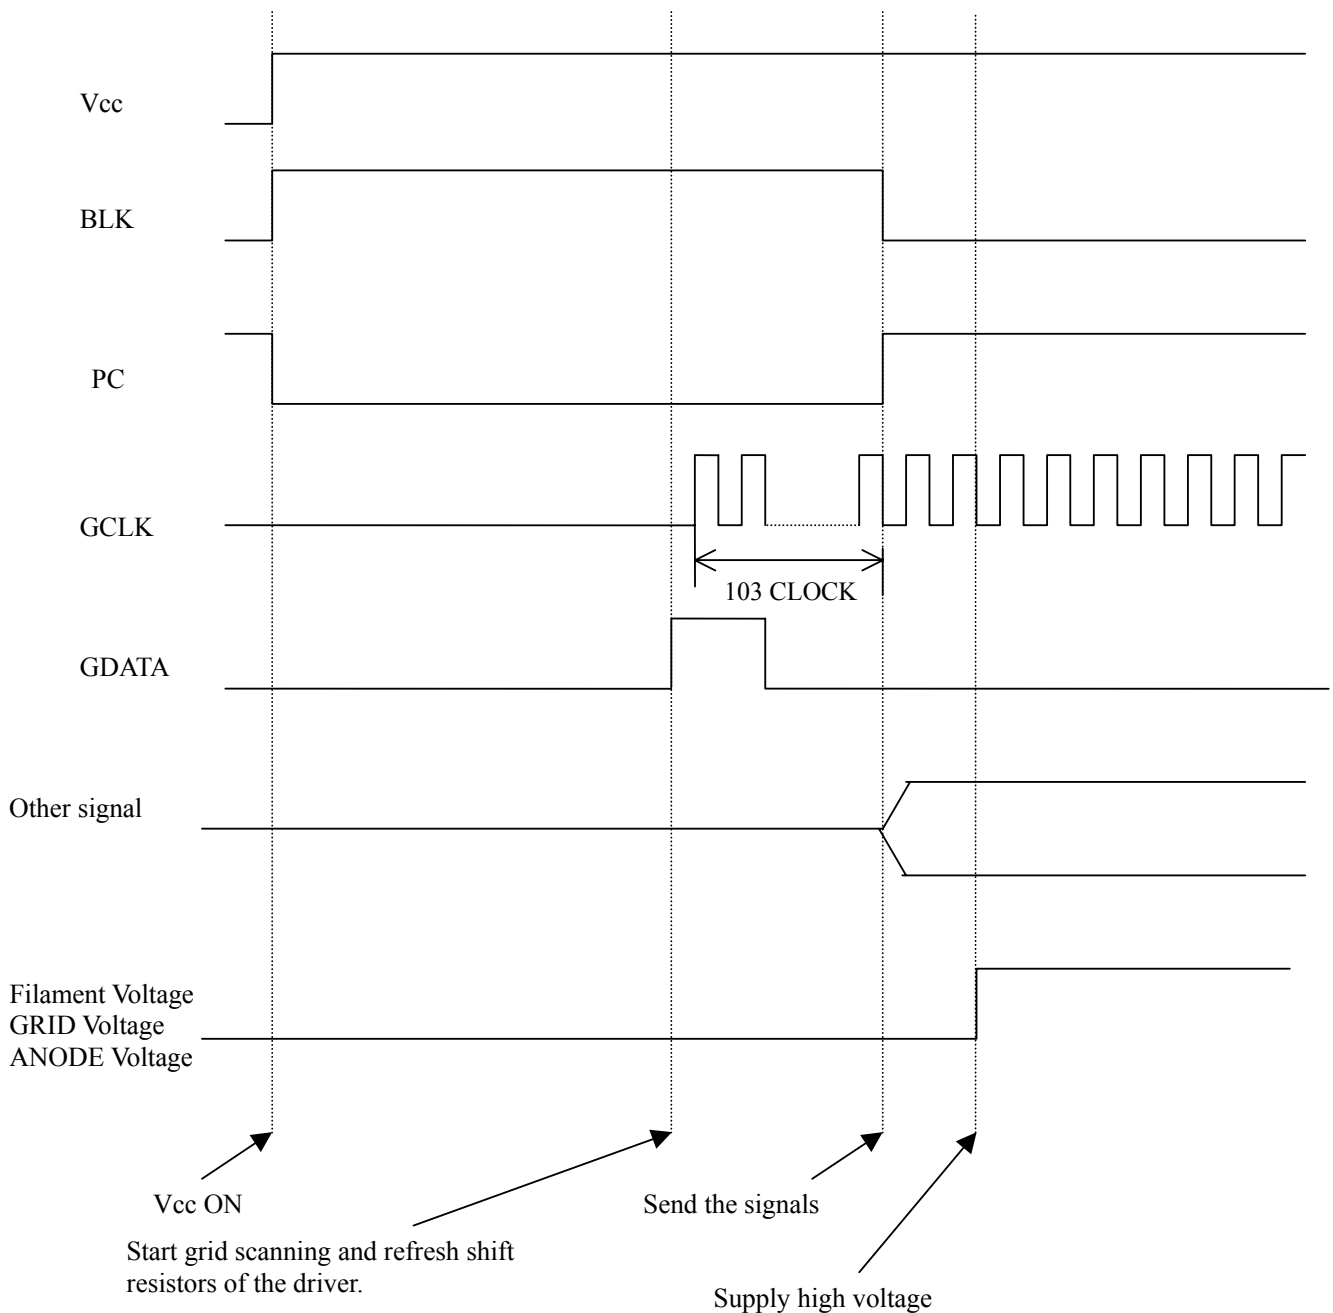 Vcc
BLK
PC
GCLK
103 CLOCK
GDATA
Other signal
Filament Voltage
GRID Voltage
ANODE Voltage
Vcc ON
Send the signals
Start grid scanning and refresh shift
resistors of the driver.
Supply high voltage